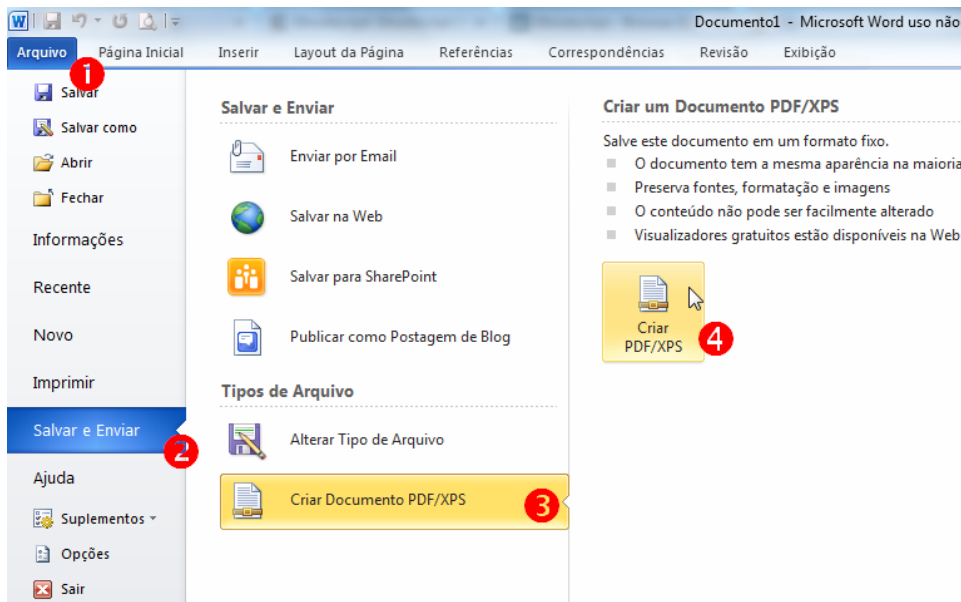 Documento1 - Microsoft Word uso não
Arquivo Página Inicial Inserir Layout da Página Referências Correspondências Revisão Exibição
1
Salvar
Salvar como
Abrir
Fechar
Informações
Recente
Novo
Imprimir
Salvar e Enviar
2
Ajuda
Suplementos
Opções
Sair
Salvar e Enviar
Enviar por Email
Salvar na Web
Salvar para SharePoint
Publicar como Postagem de Blog
Tipos de Arquivo
Alterar Tipo de Arquivo
Criar Documento PDF/XPS
3
Criar um Documento PDF/XPS
Salve este documento em um formato fixo.
O documento tem a mesma aparência na maioria
Preserva fontes, formatação e imagens
O conteúdo não pode ser facilmente alterado
Visualizadores gratuitos estão disponíveis na Web
Criar
PDF/XPS
4